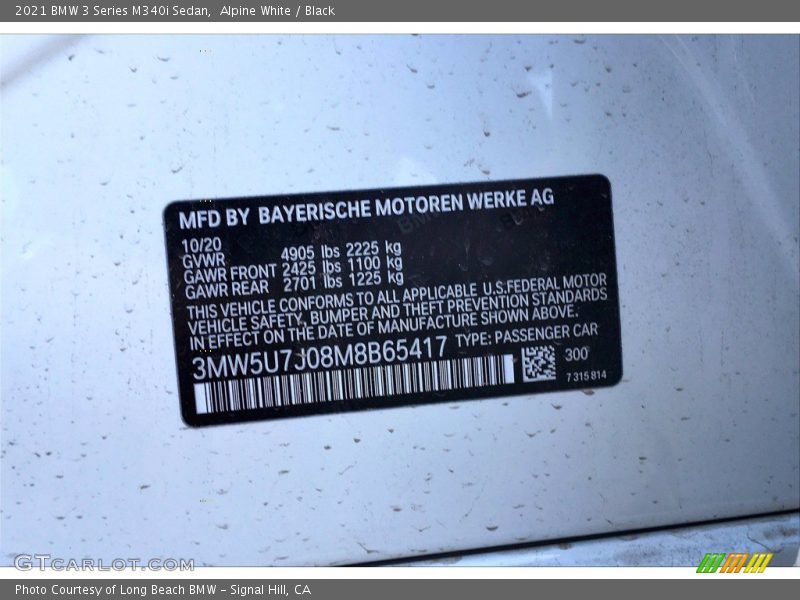 2021 BMW 3 Series M340i Sedan,  Alpine White / Black
MFD BY BAYERISCHE MOTOREN WERKE AG
10/20
GVWR 4905 lbs 2225 kg
GAWR FRONT 2425 lbs 1100 kg
GAWR REAR 2701 lbs 1225 kg
THIS VEHICLE CONFORMS TO ALL APPLICABLE U.S.FEDERAL MOTOR
VEHICLE SAFETY, BUMPER AND THEFT PREVENTION STANDARDS
IN EFFECT ON THE DATE OF MANUFACTURE SHOWN ABOVE.
3MW5U7J08M8B65417 TYPE: PASSENGER CAR
300
7 315 814
GTCARLOT.COM
Photo Courtesy of Long Beach BMW – Signal Hill, CA